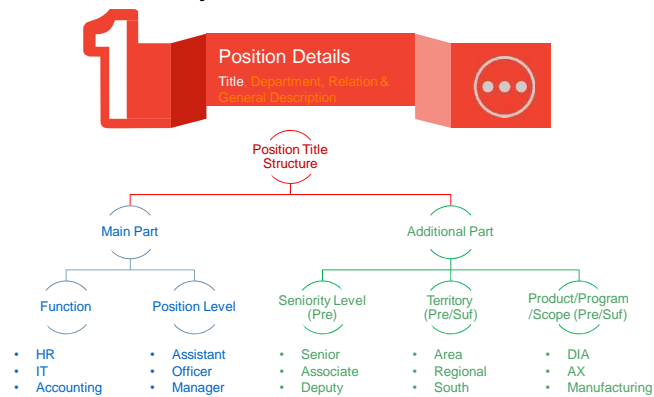 1
Position Details
Title, Department, Relation &
General Description
Position Title
Structure
Main Part
Additional Part
Function
Position Level
Seniority Level
(Pre)
Territory
(Pre/Suf)
Product/Program
/Scope (Pre/Suf)
• HR
• IT
• Accounting
• Assistant
• Officer
• Manager
• Senior
• Associate
• Deputy
• Area
• Regional
• South
• DIA
• AX
• Manufacturing